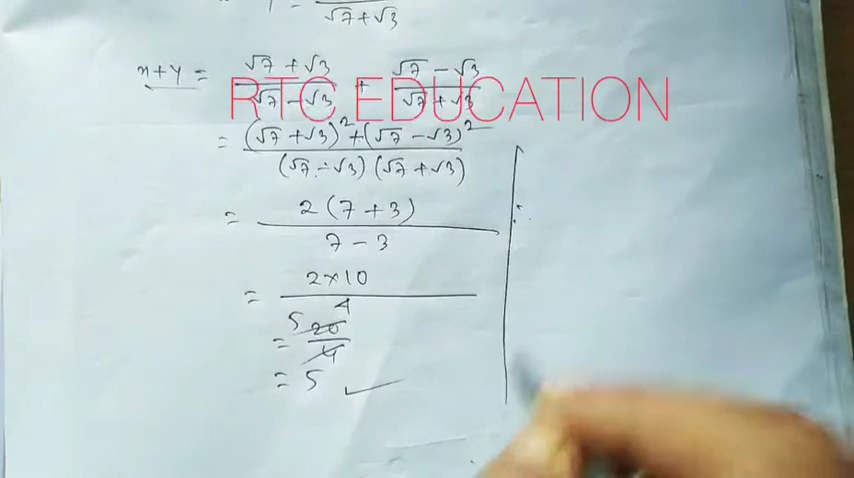 y = 
√7+√3
x+y = (√7+√3)/(√7-√3) + (√7-√3)/(√7+√3)
RTC EDUCATION
= ((√7+√3)²+(√7-√3)²)/((√7-√3)(√7+√3))
= 2(7+3)/(7-3)
= 2×10/4
= 5 20/4
= 5 ✓
∴